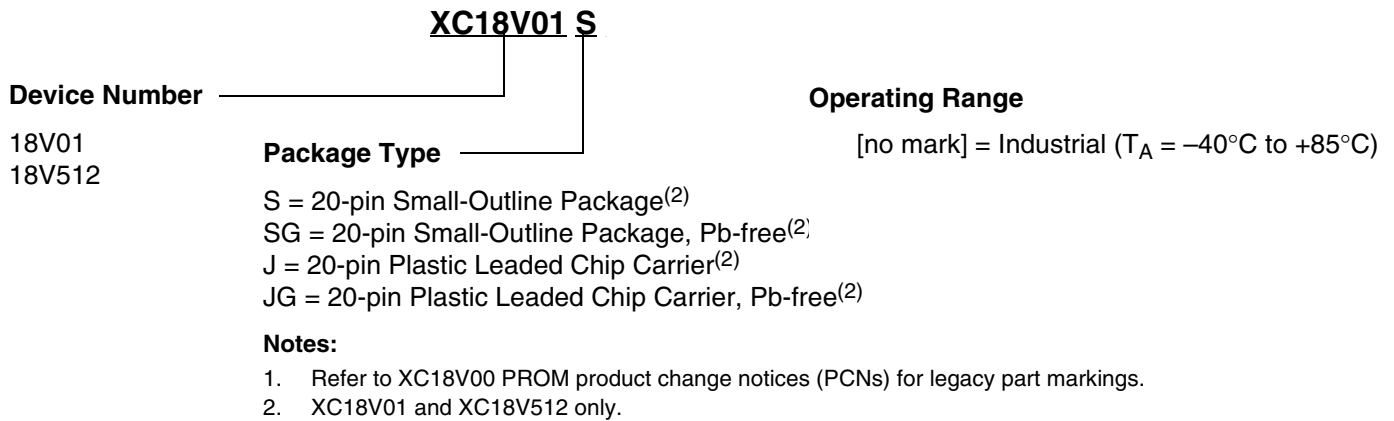 XC18V01 S
Device Number
18V01
18V512
Package Type
S = 20-pin Small-Outline Package(2)
SG = 20-pin Small-Outline Package, Pb-free(2)
J = 20-pin Plastic Leaded Chip Carrier(2)
JG = 20-pin Plastic Leaded Chip Carrier, Pb-free(2)
Operating Range
[no mark] = Industrial (TA = –40°C to +85°C)
Notes:
1. Refer to XC18V00 PROM product change notices (PCNs) for legacy part markings.
2. XC18V01 and XC18V512 only.